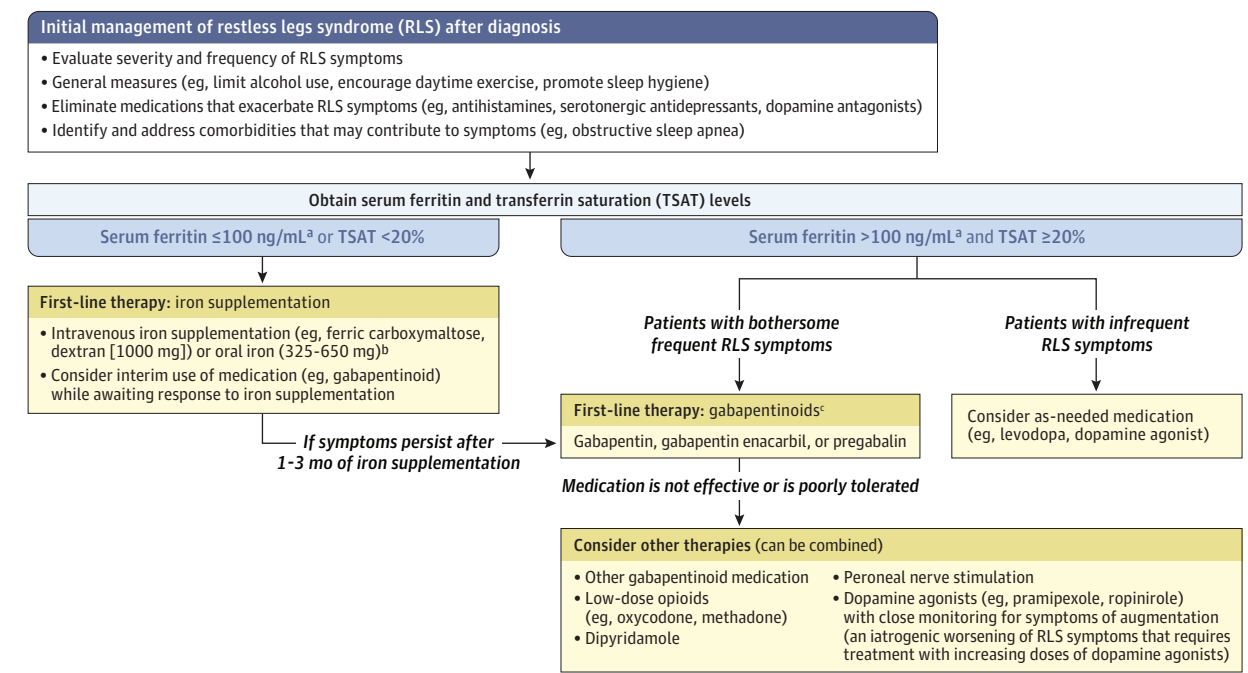 Initial management of restless legs syndrome (RLS) after diagnosis
• Evaluate severity and frequency of RLS symptoms
• General measures (eg, limit alcohol use, encourage daytime exercise, promote sleep hygiene)
• Eliminate medications that exacerbate RLS symptoms (eg, antihistamines, serotonergic antidepressants, dopamine antagonists)
• Identify and address comorbidities that may contribute to symptoms (eg, obstructive sleep apnea)
Obtain serum ferritin and transferrin saturation (TSAT) levels
Serum ferritin ≤100 ng/mLᵃ or TSAT <20%
Serum ferritin >100 ng/mLᵃ and TSAT ≥20%
First-line therapy: iron supplementation
• Intravenous iron supplementation (eg, ferric carboxymaltose,
dextran [1000 mg]) or oral iron (325-650 mg)ᵇ
• Consider interim use of medication (eg, gabapentinoid)
while awaiting response to iron supplementation
If symptoms persist after
1-3 mo of iron supplementation
Patients with bothersome
frequent RLS symptoms
Patients with infrequent
RLS symptoms
First-line therapy: gabapentinoidsᶜ
Gabapentin, gabapentin enacarbil, or pregabalin
Consider as-needed medication
(eg, levodopa, dopamine agonist)
Medication is not effective or is poorly tolerated
Consider other therapies (can be combined)
• Other gabapentinoid medication
• Low-dose opioids
(eg, oxycodone, methadone)
• Dipyridamole
• Peroneal nerve stimulation
• Dopamine agonists (eg, pramipexole, ropinirole)
with close monitoring for symptoms of augmentation
(an iatrogenic worsening of RLS symptoms that requires
treatment with increasing doses of dopamine agonists)